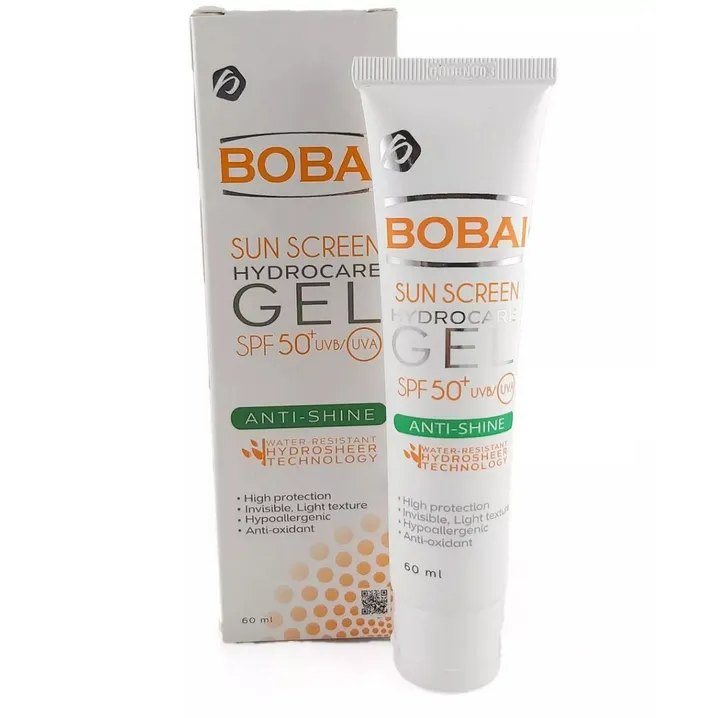 BOBAI
SUN SCREEN
HYDROCARE
GEL
SPF 50+ UVB/UVA
ANTI-SHINE
WATER-RESISTANT
HYDROSHEER
TECHNOLOGY
• High protection
• Invisible, Light texture
• Hypoallergenic
• Anti-oxidant
60 ml
BOBAI
SUN SCREEN
HYDROCARE
GEL
SPF 50+ UVB/UVA
ANTI-SHINE
WATER-RESISTANT
HYDROSHEER
TECHNOLOGY
• High protection
• Invisible, Light texture
• Hypoallergenic
• Anti-oxidant
60 ml